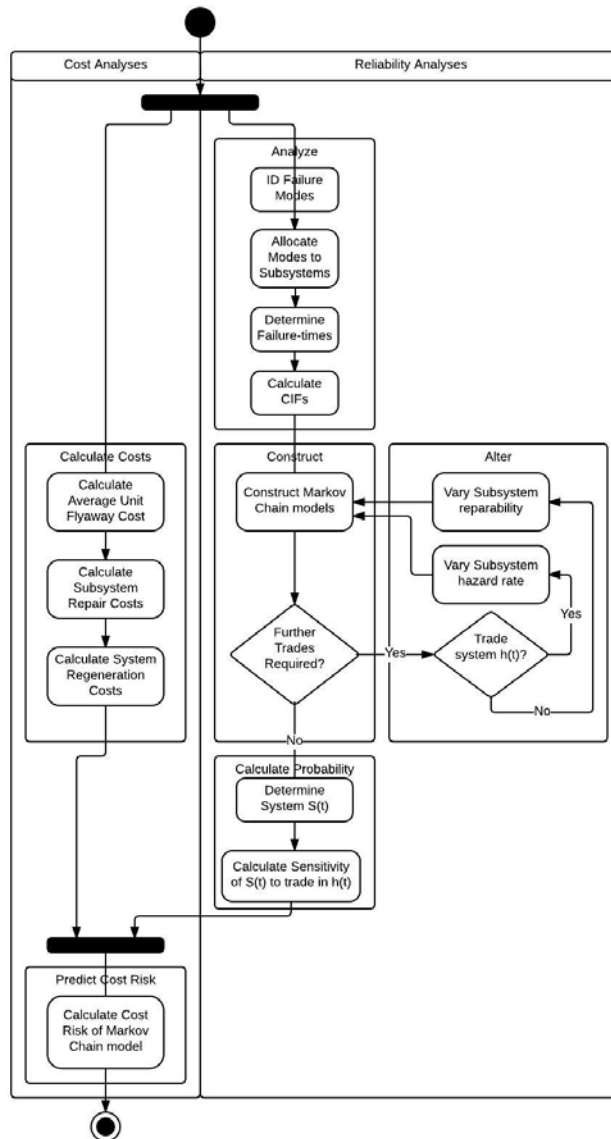 Cost Analyses
Reliability Analyses
Analyze
ID Failure
Modes
Allocate
Modes to
Subsystems
Determine
Failure-times
Calculate
CIFs
Calculate Costs
Calculate
Average Unit
Flyaway Cost
Calculate
Subsystem
Repair Costs
Calculate System
Regeneration
Costs
Construct
Construct Markov
Chain models
Further
Trades
Required?
Yes
No
Alter
Vary Subsystem
reparability
Vary Subsystem
hazard rate
Yes
Trade
system h(t)?
No
Calculate Probability
Determine
System S(t)
Calculate Sensitivity
of S(t) to trade in h(t)
Predict Cost Risk
Calculate Cost
Risk of Markov
Chain model